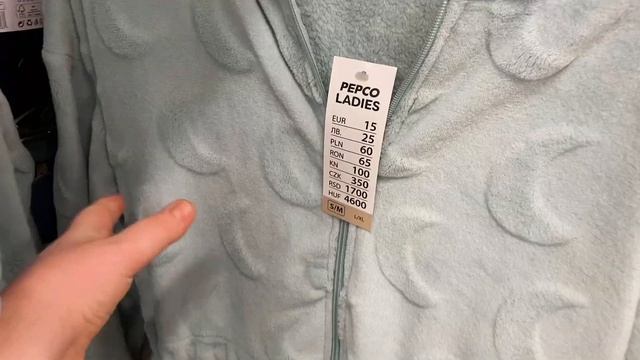 PEPCO
LADIES
EUR 15
ЛВ. 25
PLN 60
RON 65
KN 100
CZK 350
RSD 1700
HUF 4600
S/M L/XL